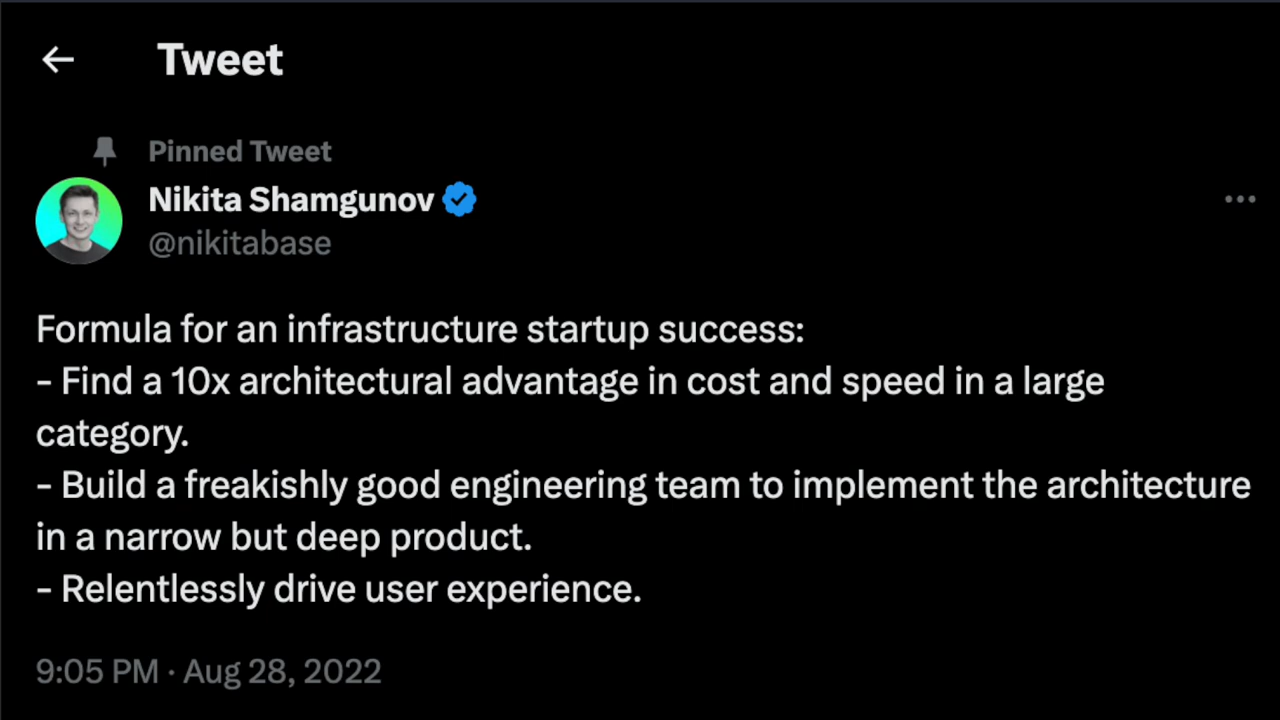 Tweet
Pinned Tweet
Nikita Shamgunov
@nikitabase
Formula for an infrastructure startup success:
- Find a 10x architectural advantage in cost and speed in a large
category.
- Build a freakishly good engineering team to implement the architecture
in a narrow but deep product.
- Relentlessly drive user experience.
9:05 PM · Aug 28, 2022